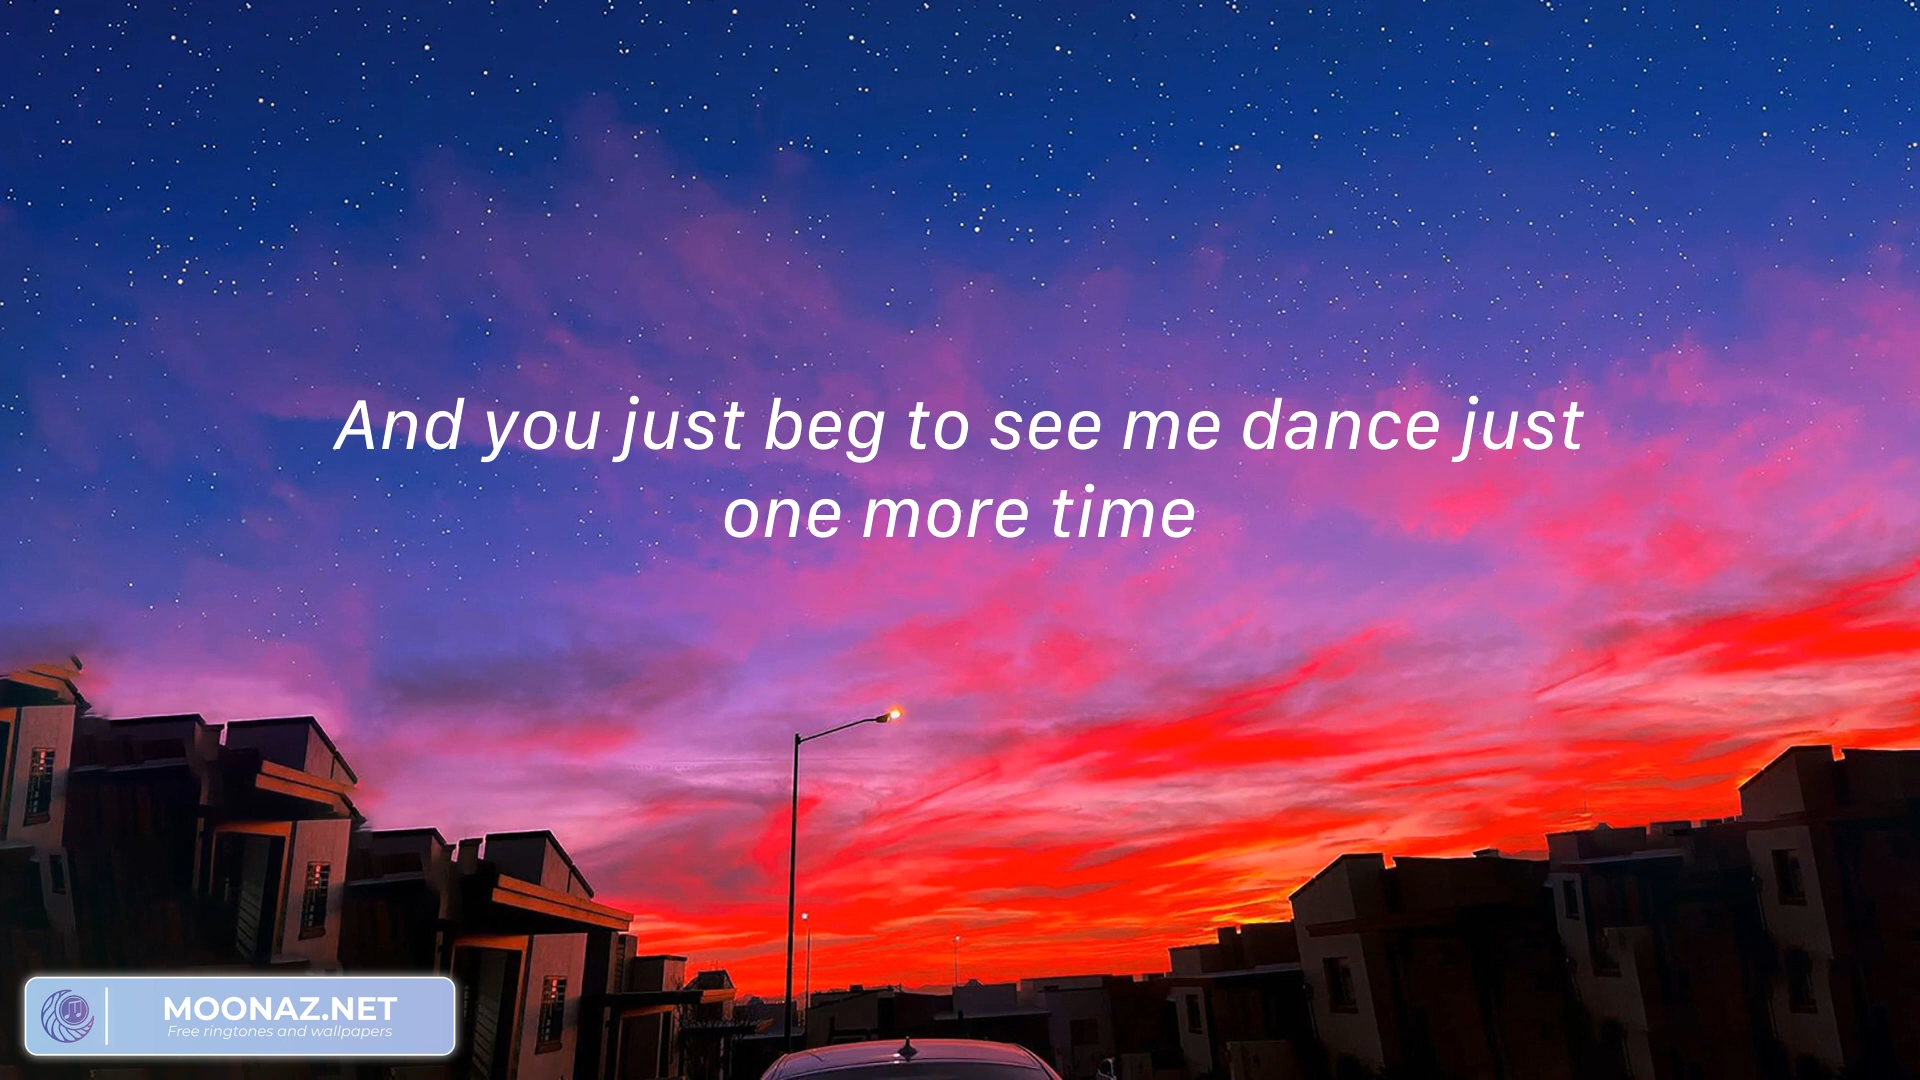 And you just beg to see me dance just
one more time
MOONAZ.NET
Free ringtones and wallpapers